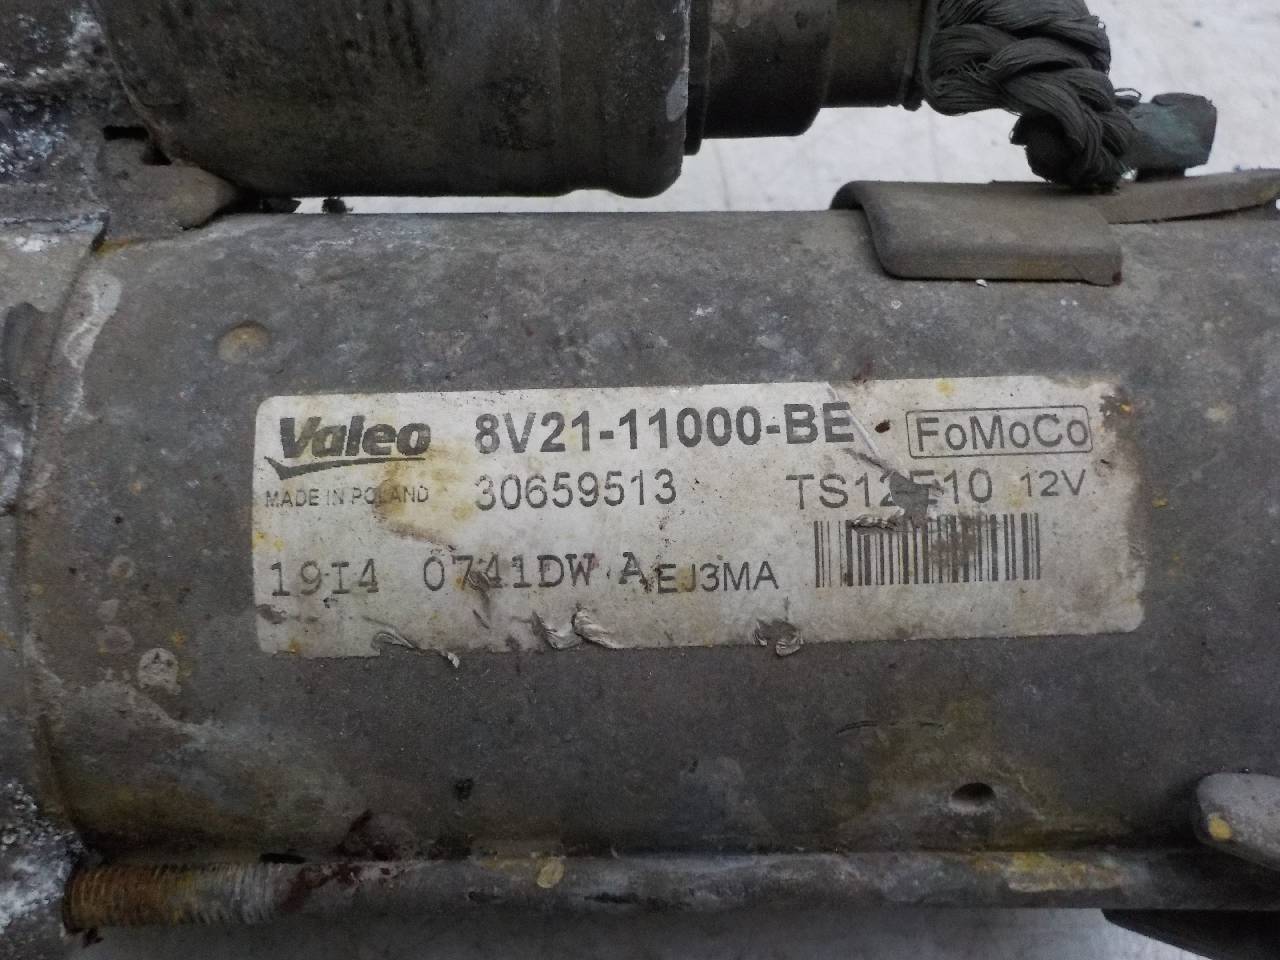 Valeo 8V21-11000-BE FoMoCo
MADE IN POLAND 30659513 TS12E10 12V
19I4 0741DW A EJ3MA